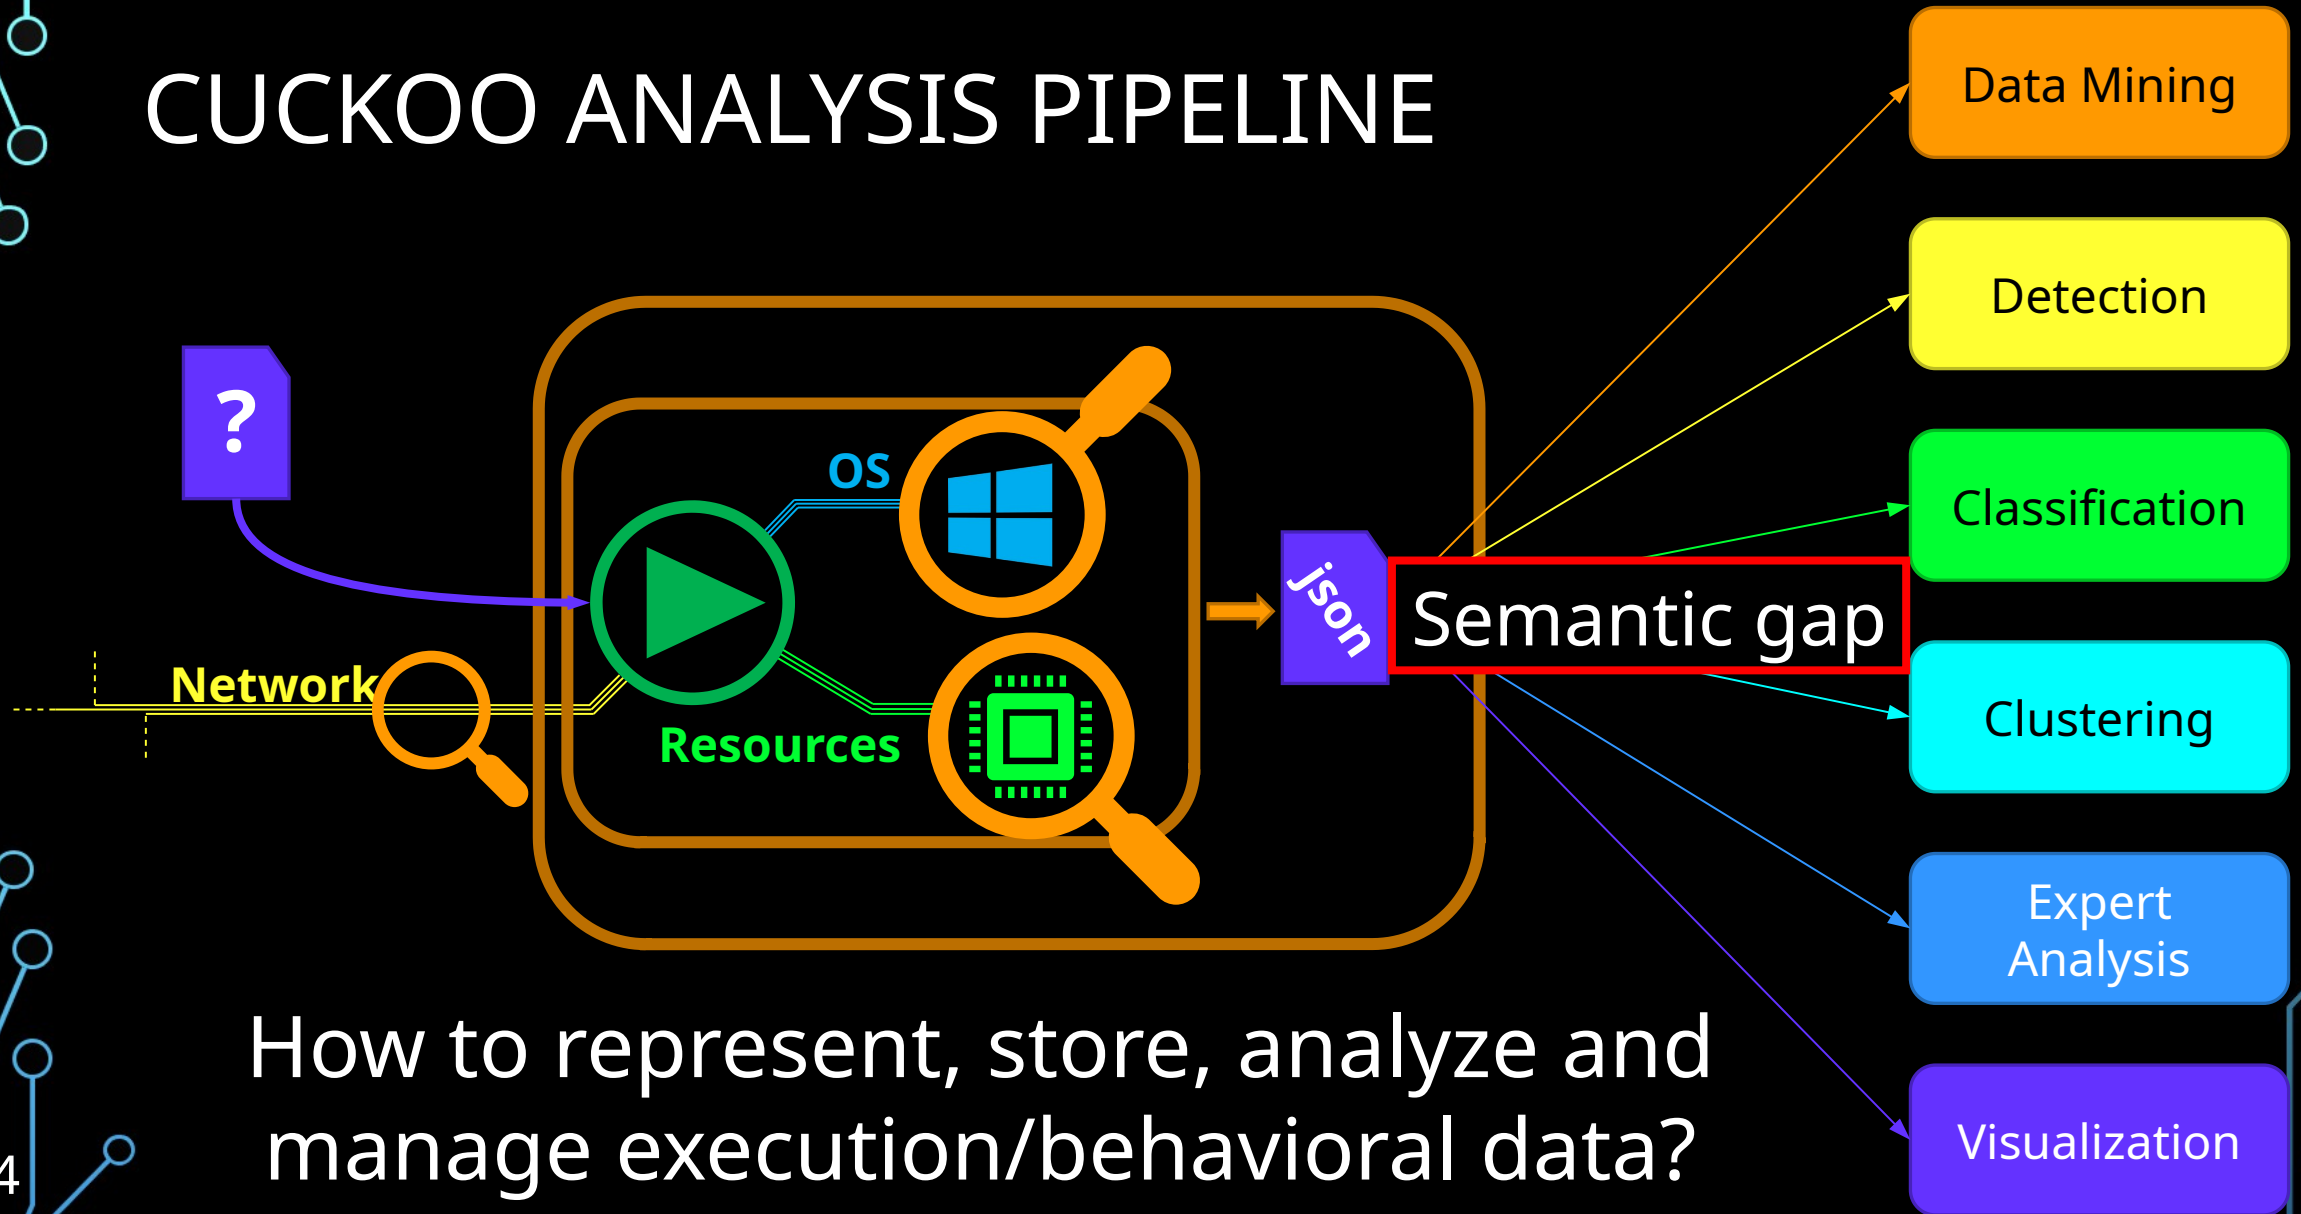 CUCKOO ANALYSIS PIPELINE
Data Mining
Detection
?
OS
Classification
json
Semantic gap
Network
Resources
Clustering
Expert
Analysis
How to represent, store, analyze and
manage execution/behavioral data?
Visualization
4